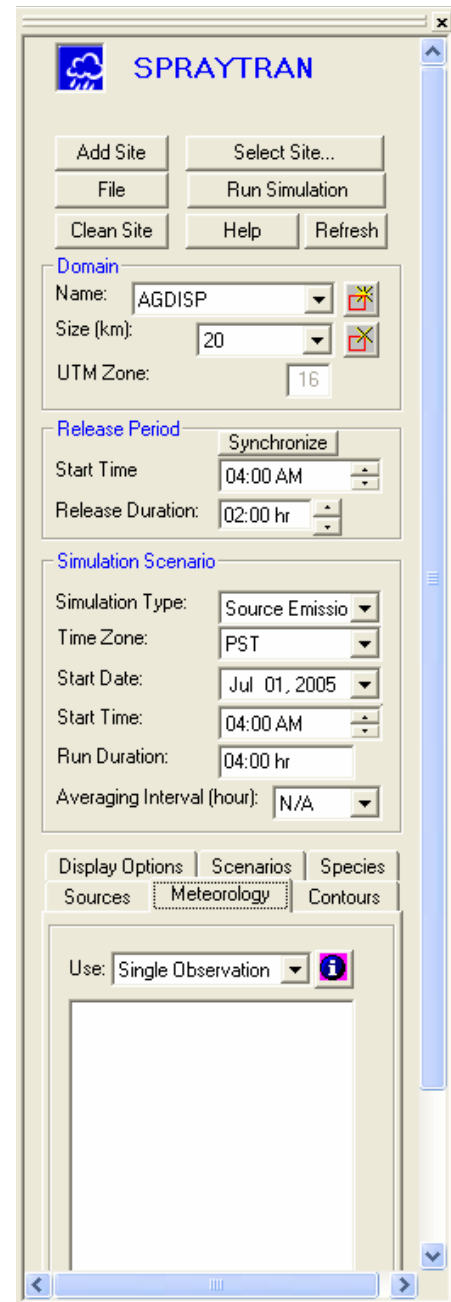 SPRAYTRAN
Add Site Select Site...
File Run Simulation
Clean Site Help Refresh
Domain
Name: AGDISP
Size (km): 20
UTM Zone: 16
Release Period
Synchronize
Start Time 04:00 AM
Release Duration: 02:00 hr
Simulation Scenario
Simulation Type: Source Emissio
Time Zone: PST
Start Date: Jul 01, 2005
Start Time: 04:00 AM
Run Duration: 04:00 hr
Averaging Interval (hour): N/A
Display Options Scenarios Species
Sources Meteorology Contours
Use: Single Observation